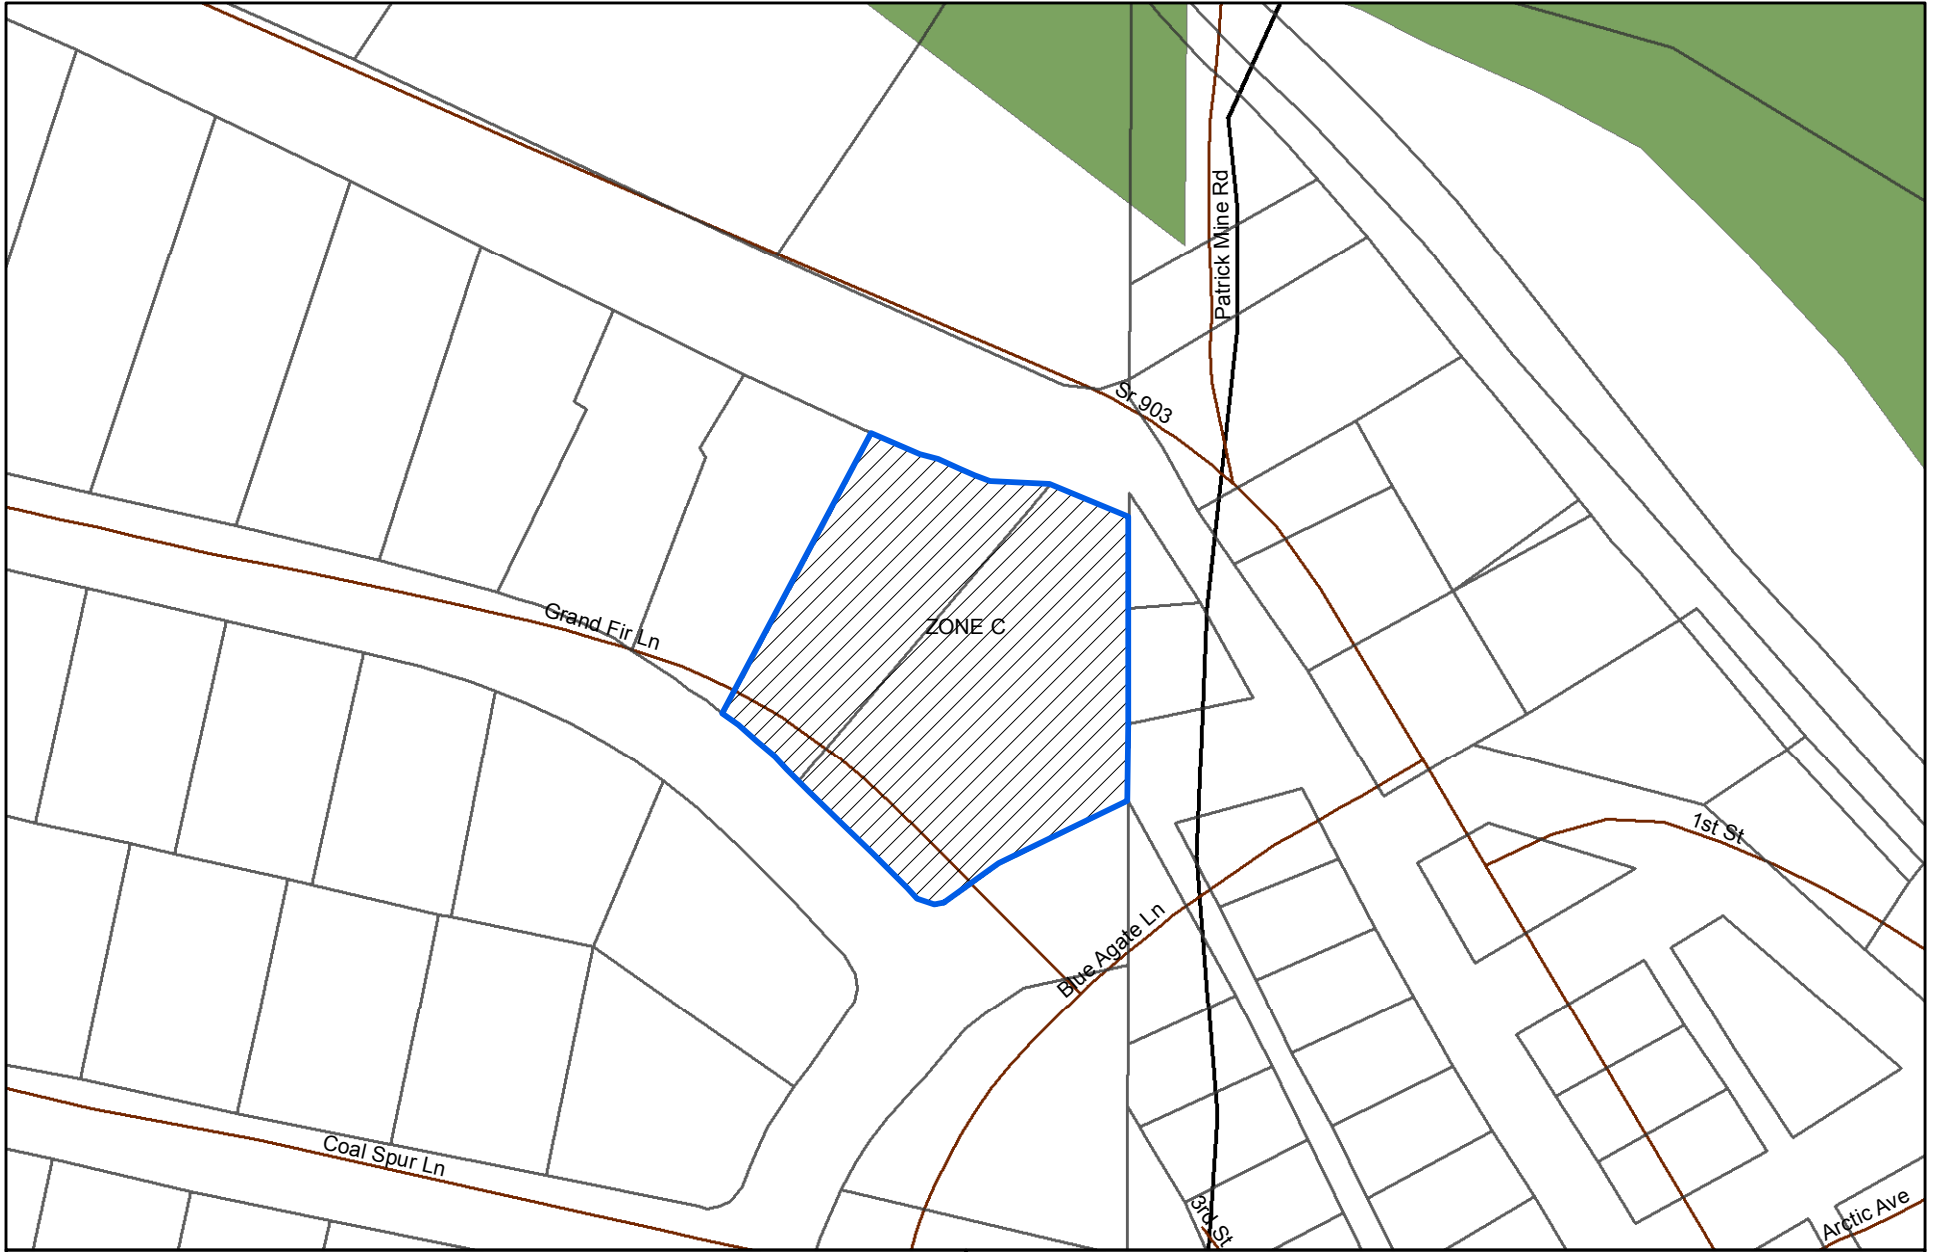 Patrick Mine Rd
Sr 903
Grand Fir Ln
ZONE C
1st St
Blue Agate Ln
Coal Spur Ln
3rd St
Arctic Ave